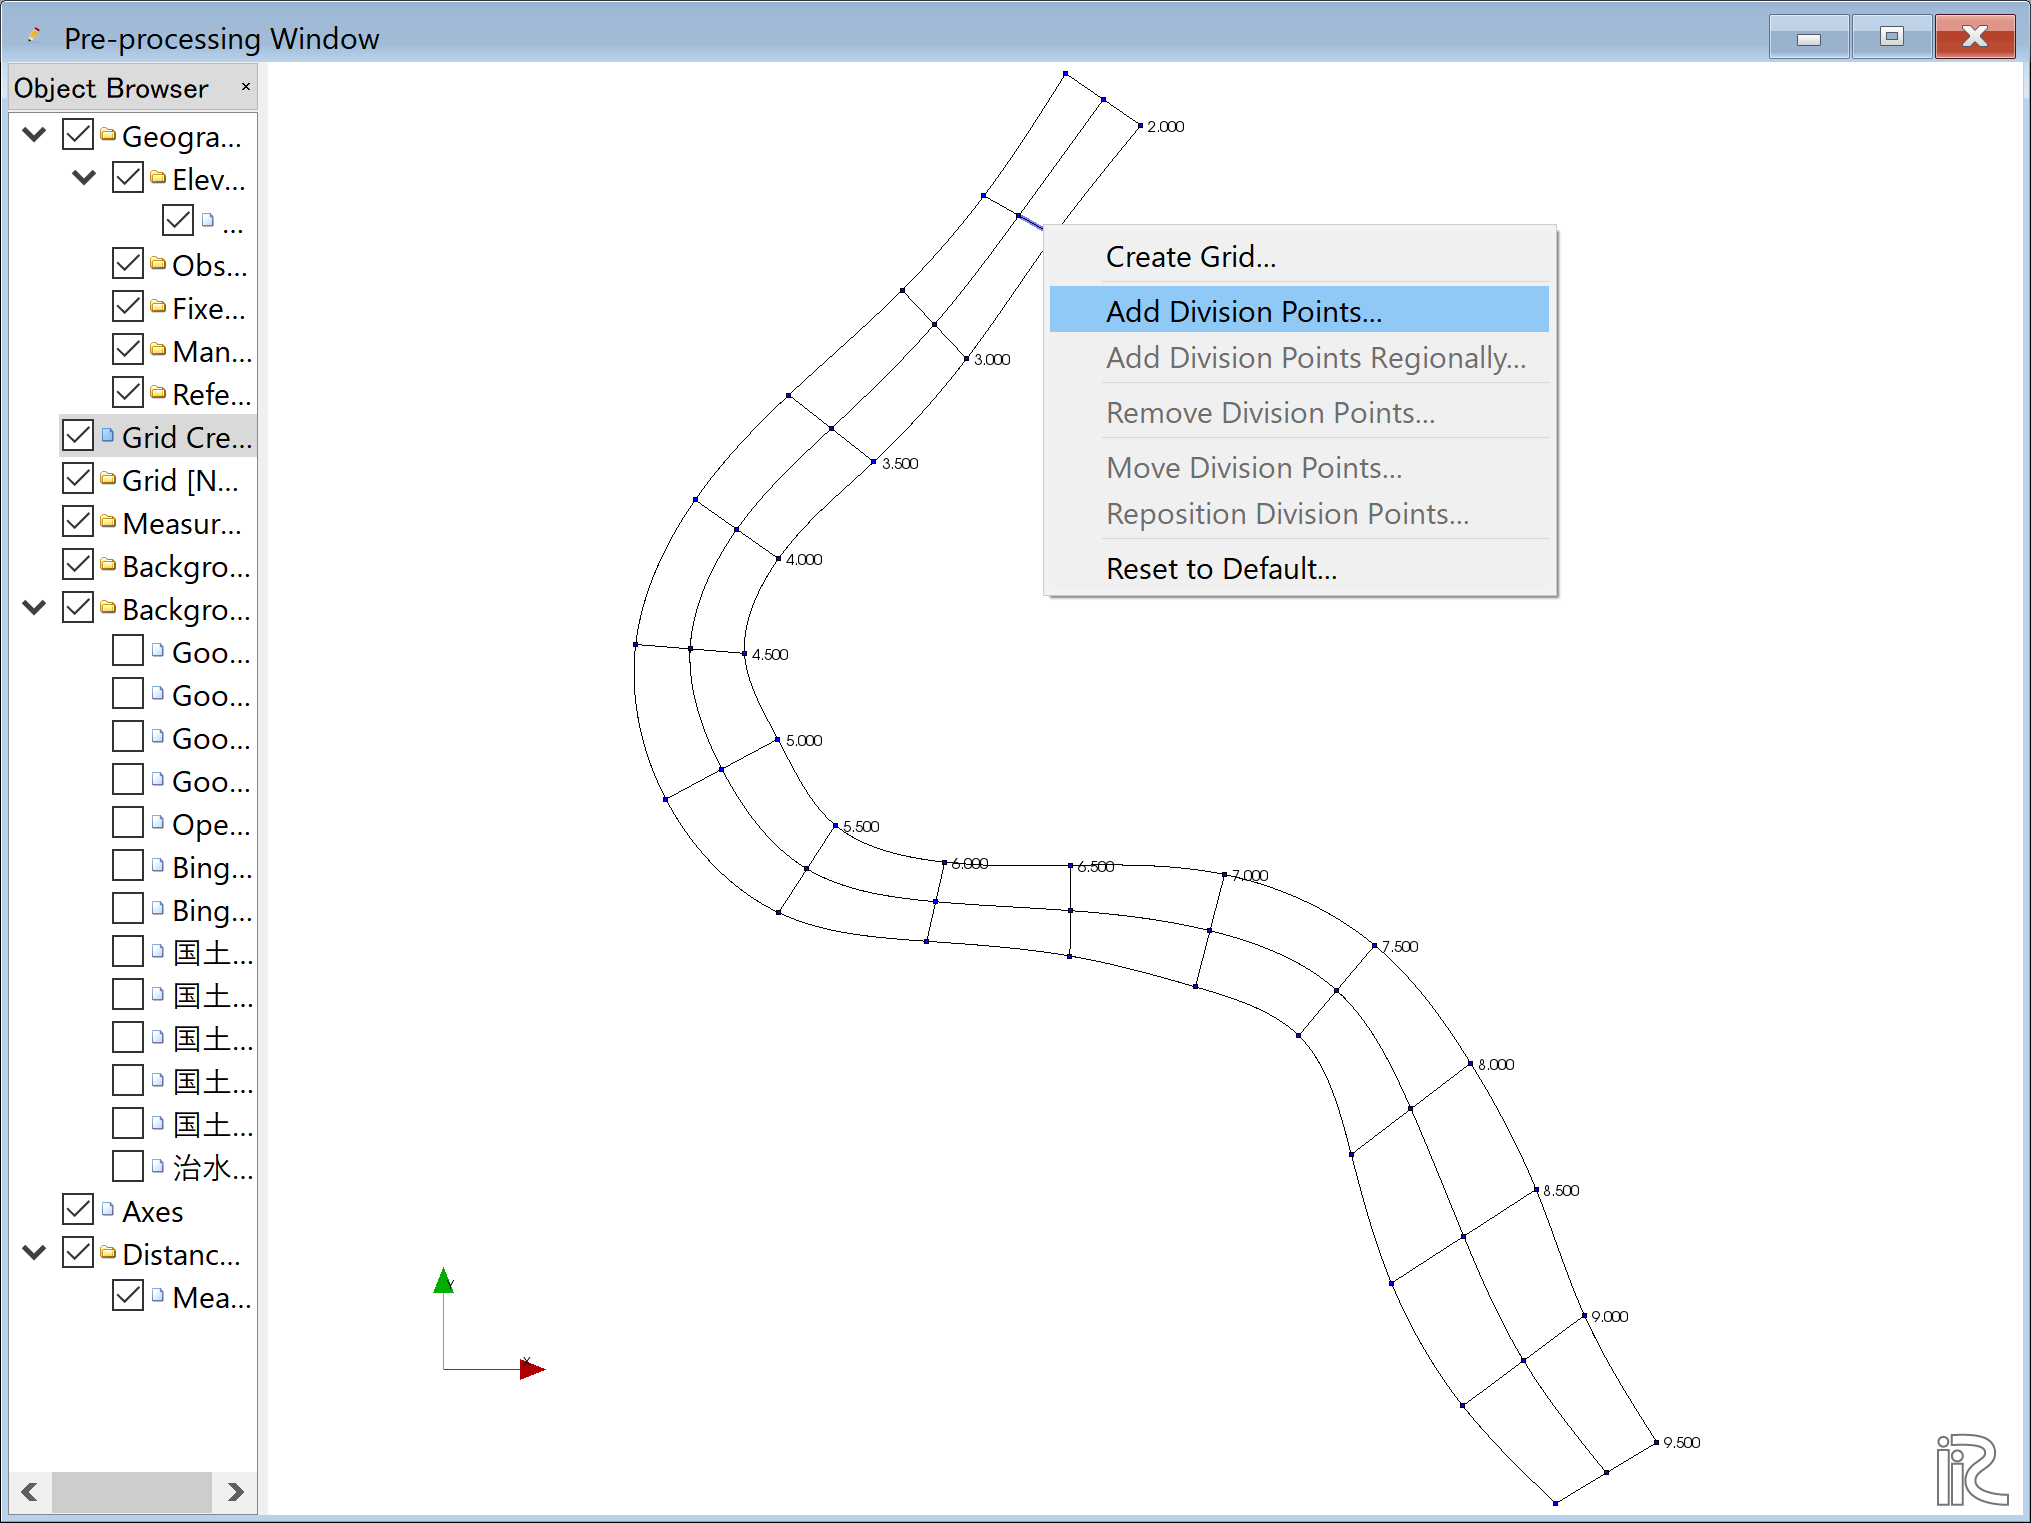 Pre-processing Window
Object Browser
Geogra...
Elev...
...
Obs...
Fixe...
Man...
Refe...
Grid Cre...
Grid [N...
Measur...
Backgro...
Backgro...
Goo...
Goo...
Goo...
Goo...
Ope...
Bing...
Bing...
国土...
国土...
国土...
国土...
国土...
治水...
Axes
Distanc...
Mea...
2.000
Create Grid...
Add Division Points...
Add Division Points Regionally...
Remove Division Points...
Move Division Points...
Reposition Division Points...
Reset to Default...
3.000
3.500
4.000
4.500
5.000
5.500
6.000
6.500
7.000
7.500
8.000
8.500
9.000
9.500
Y
X
iRIC